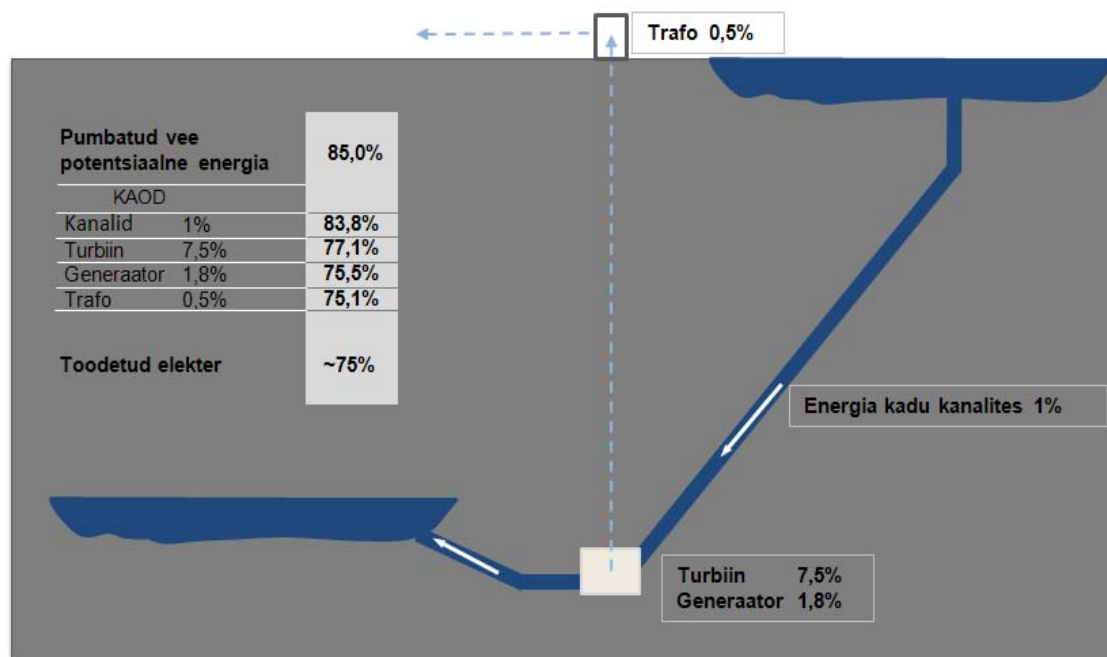 Trafo 0,5%
Pumbatud vee
potentsiaalne energia 85,0%
KAOD
Kanalid 1% 83,8%
Turbiin 7,5% 77,1%
Generaator 1,8% 75,5%
Trafo 0,5% 75,1%
Toodetud elekter ~75%
Energia kadu kanalites 1%
Turbiin 7,5%
Generaator 1,8%